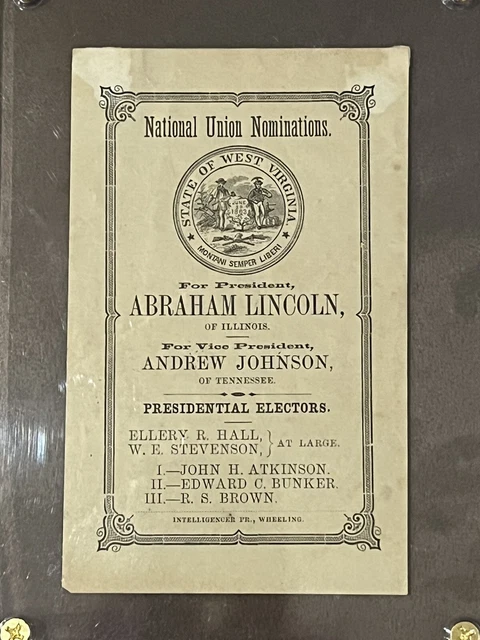 National Union Nominations.
STATE OF WEST VIRGINIA
MONTANI SEMPER LIBERI
For President,
ABRAHAM LINCOLN,
OF ILLINOIS.
For Vice President,
ANDREW JOHNSON,
OF TENNESSEE.
PRESIDENTIAL ELECTORS.
ELLERY R. HALL,
W. E. STEVENSON, } AT LARGE.
I.—JOHN H. ATKINSON.
II.—EDWARD C. BUNKER.
III.—R. S. BROWN.
INTELLIGENCER PR., WHEELING.